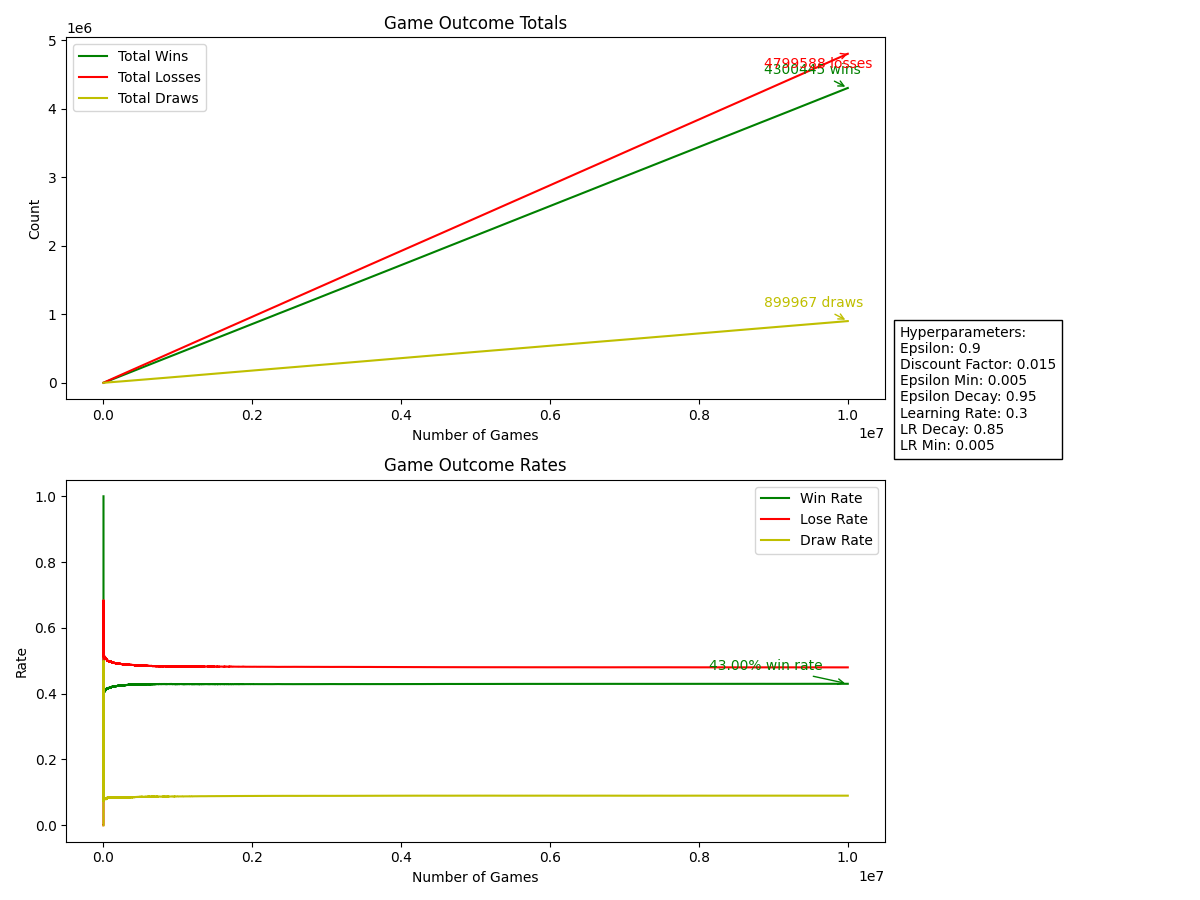 Game Outcome Totals
1e6
Total Wins
Total Losses
Total Draws
4799588 losses
4300445 wins
899967 draws
5
4
3
2
1
0
Count
0.0 0.2 0.4 0.6 0.8 1.0
1e7
Number of Games
Hyperparameters:
Epsilon: 0.9
Discount Factor: 0.015
Epsilon Min: 0.005
Epsilon Decay: 0.95
Learning Rate: 0.3
LR Decay: 0.85
LR Min: 0.005
Game Outcome Rates
Win Rate
Lose Rate
Draw Rate
43.00% win rate
1.0
0.8
0.6
0.4
0.2
0.0
Rate
0.0 0.2 0.4 0.6 0.8 1.0
1e7
Number of Games